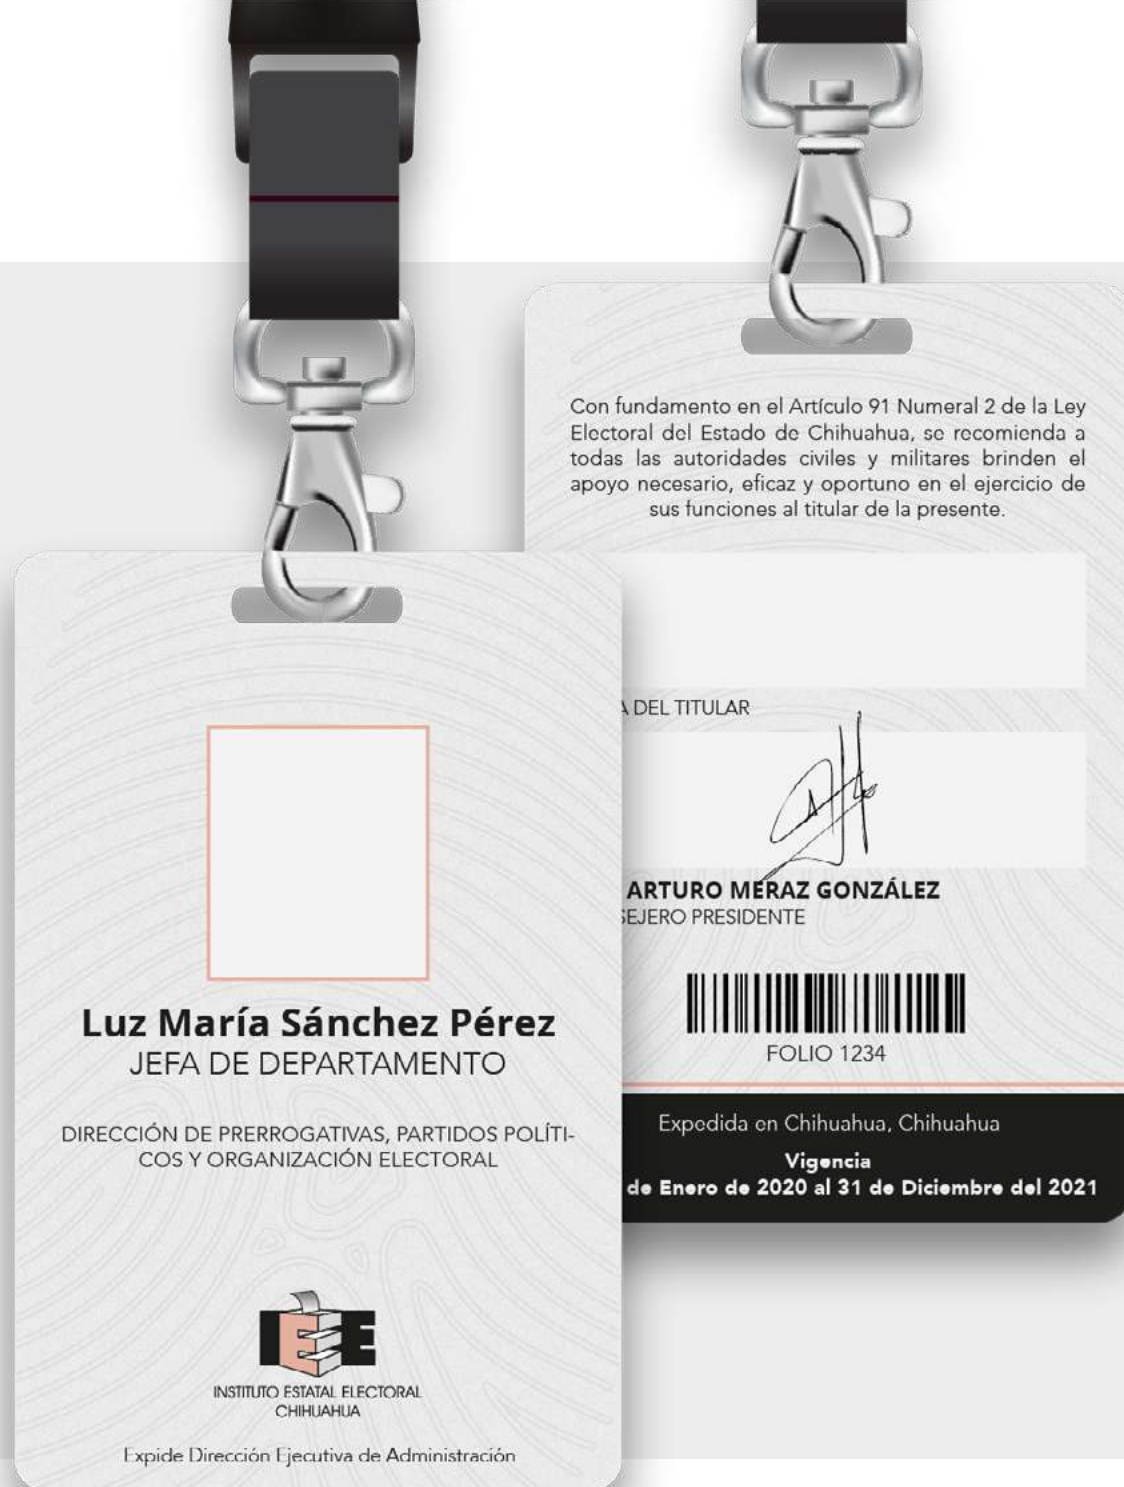 Con fundamento en el Artículo 91 Numeral 2 de la Ley
Electoral del Estado de Chihuahua, se recomienda a
todas las autoridades civiles y militares brinden el
apoyo necesario, eficaz y oportuno en el ejercicio de
sus funciones al titular de la presente.
DEL TITULAR
ARTURO MERAZ GONZÁLEZ
SEJERO PRESIDENTE
FOLIO 1234
Expedida en Chihuahua, Chihuahua
Vigencia
de Enero de 2020 al 31 de Diciembre del 2021
Luz María Sánchez Pérez
JEFA DE DEPARTAMENTO
DIRECCIÓN DE PRERROGATIVAS, PARTIDOS POLÍTI-
COS Y ORGANIZACIÓN ELECTORAL
IEE
INSTITUTO ESTATAL ELECTORAL
CHIHUAHUA
Expide Dirección Ejecutiva de Administración